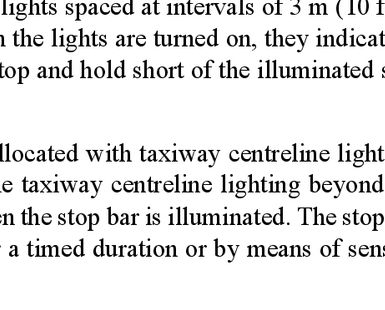 lights spaced at intervals of 3 m (10 f
the lights are turned on, they indicat
top and hold short of the illuminated s
llocated with taxiway centreline light
e taxiway centreline lighting beyond
en the stop bar is illuminated. The stop
a timed duration or by means of sens